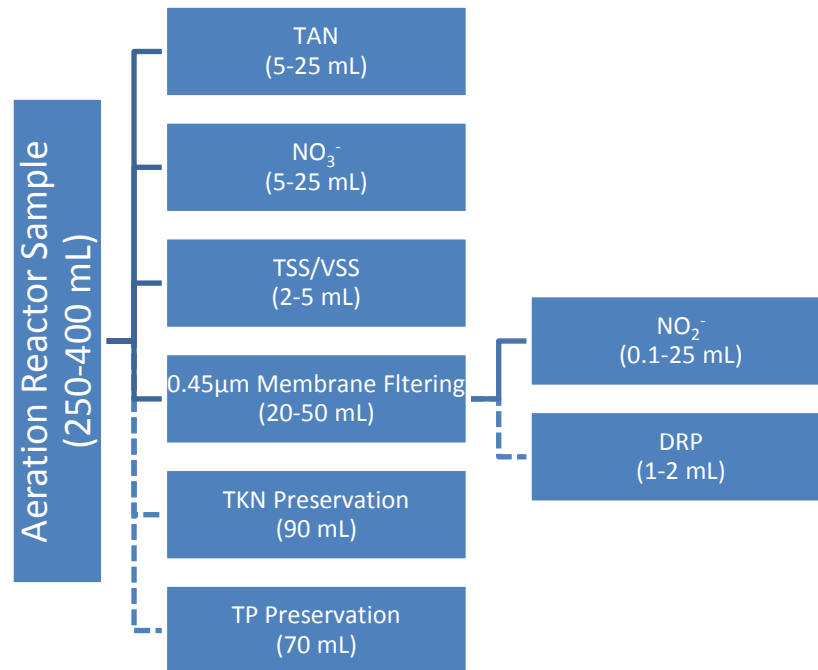 Aeration Reactor Sample
(250-400 mL)
TAN
(5-25 mL)
NO₃⁻
(5-25 mL)
TSS/VSS
(2-5 mL)
0.45µm Membrane Fltering
(20-50 mL)
TKN Preservation
(90 mL)
TP Preservation
(70 mL)
NO₂⁻
(0.1-25 mL)
DRP
(1-2 mL)